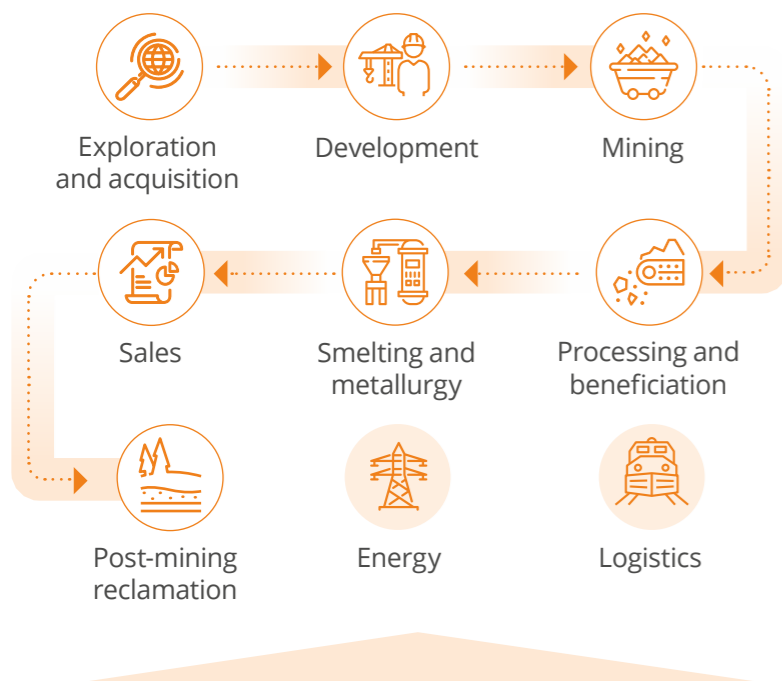 Exploration
and acquisition
Development
Mining
Sales
Smelting and
metallurgy
Processing and
beneficiation
Post-mining
reclamation
Energy
Logistics